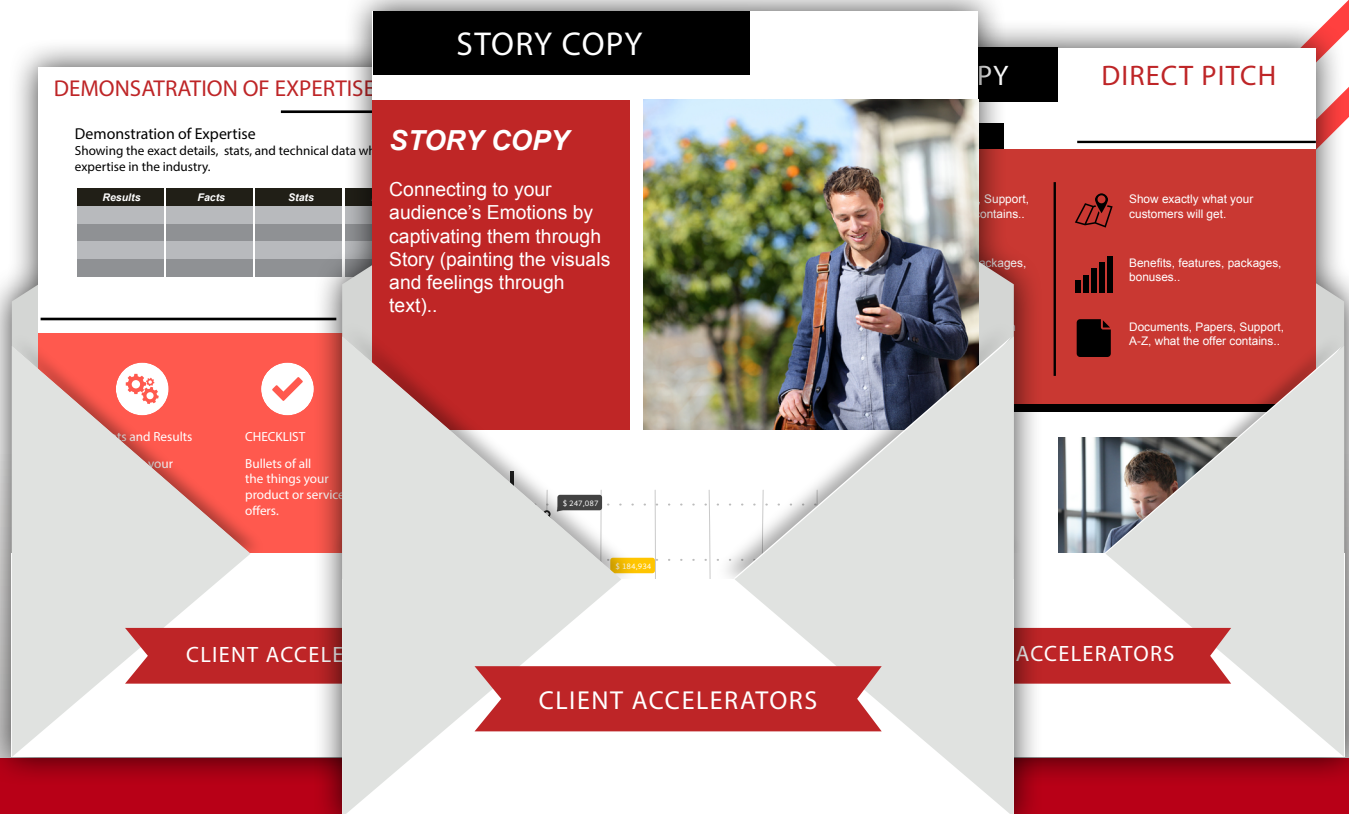 DEMONSATRATION OF EXPERTISE
Demonstration of Expertise
Showing the exact details, stats, and technical data
expertise in the industry.
Results Facts Stats
and Results
your
CHECKLIST
Bullets of all
the things your
product or service
offers.
CLIENT ACCELE
STORY COPY
STORY COPY
Connecting to your
audience's Emotions by
captivating them through
Story (painting the visuals
and feelings through
text)..
$ 247,087
$ 184,934
CLIENT ACCELERATORS
PY
DIRECT PITCH
Support,
ontains..
ackages,
Show exactly what your
customers will get.
Benefits, features, packages,
bonuses..
Documents, Papers, Support,
A-Z, what the offer contains..
ACCELERATORS